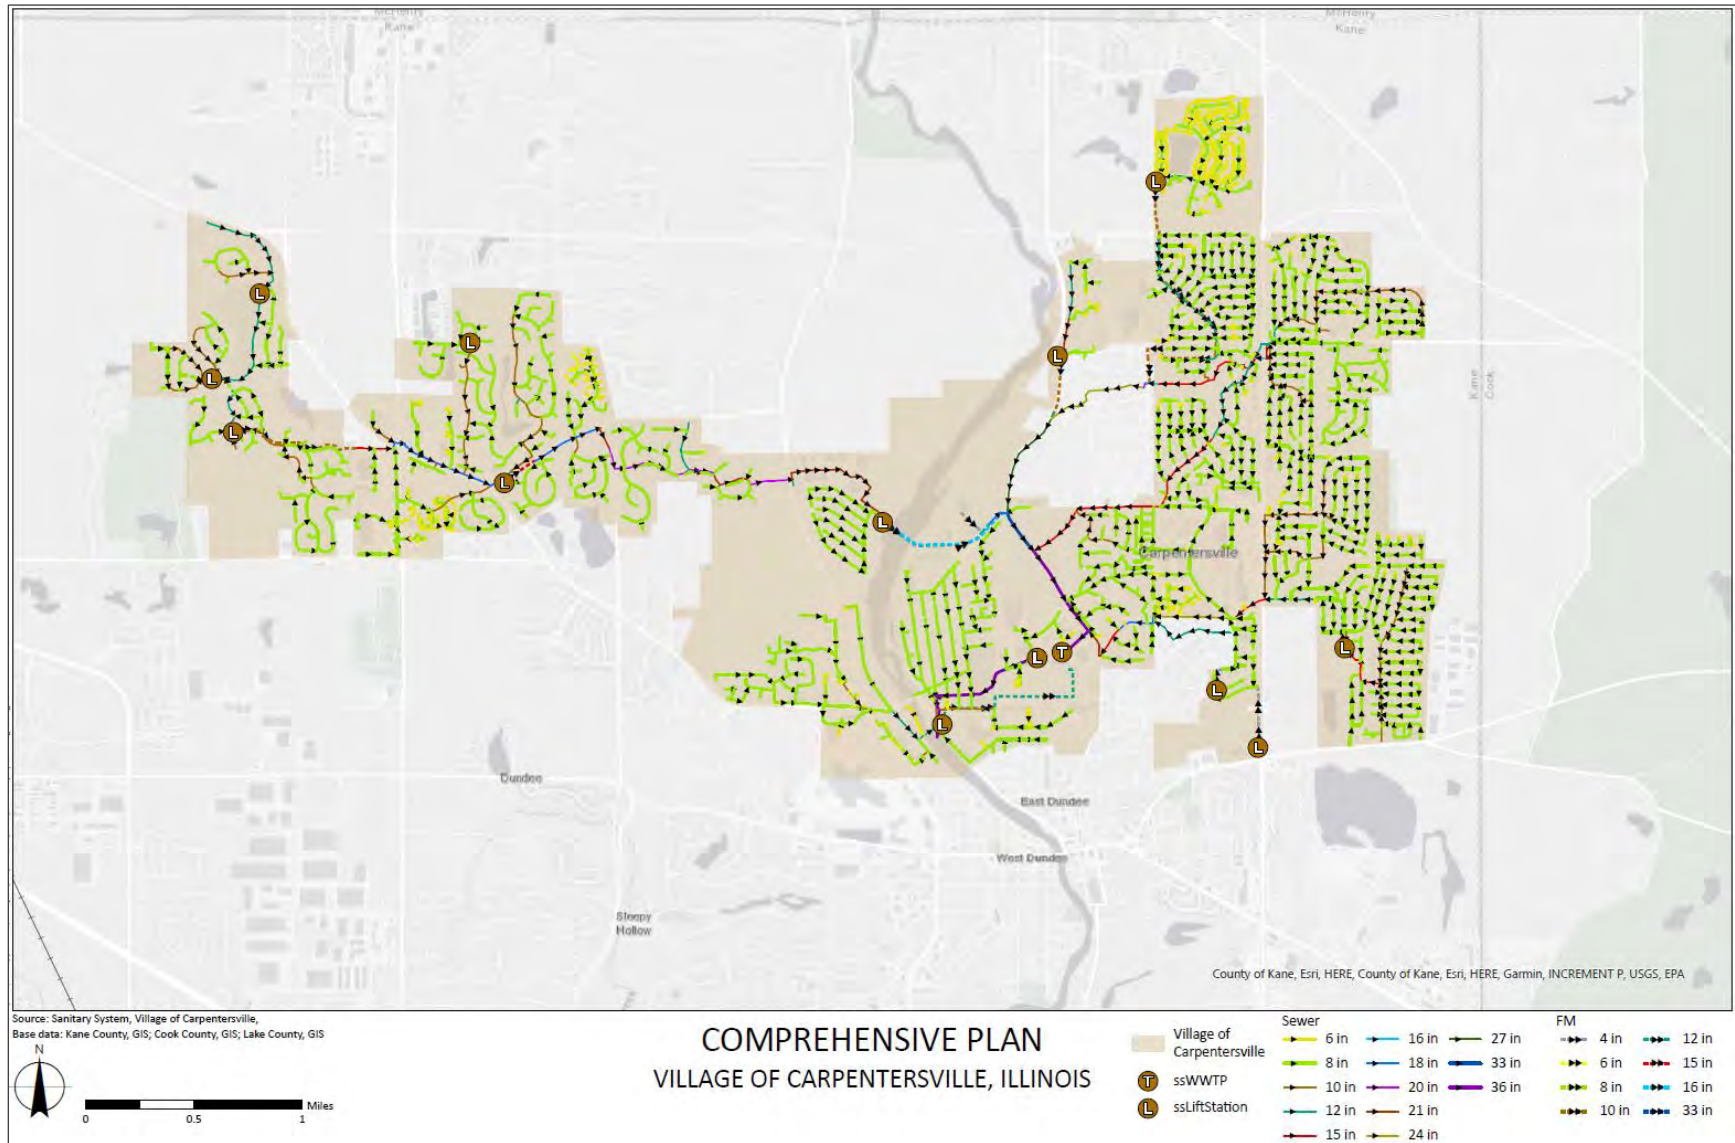 McHenry
Kane
McHenry
Kane
L
L
L
L
L
L
L
L
L
Kane
Cook
Carpentersville
L
L
T
L
L
L
L
Dundee
East Dundee
West Dundee
Sleepy
Hollow
County of Kane, Esri, HERE, County of Kane, Esri, HERE, Garmin, INCREMENT P, USGS, EPA
Source: Sanitary System, Village of Carpentersville,
Base data: Kane County, GIS; Cook County, GIS; Lake County, GIS
N
0 0.5 1 Miles
COMPREHENSIVE PLAN
VILLAGE OF CARPENTERSVILLE, ILLINOIS
Village of
Carpentersville
T ssWWTP
L ssLiftStation
Sewer
6 in
8 in
10 in
12 in
15 in
16 in
18 in
20 in
21 in
24 in
27 in
33 in
36 in
FM
4 in
6 in
8 in
10 in
12 in
15 in
16 in
33 in